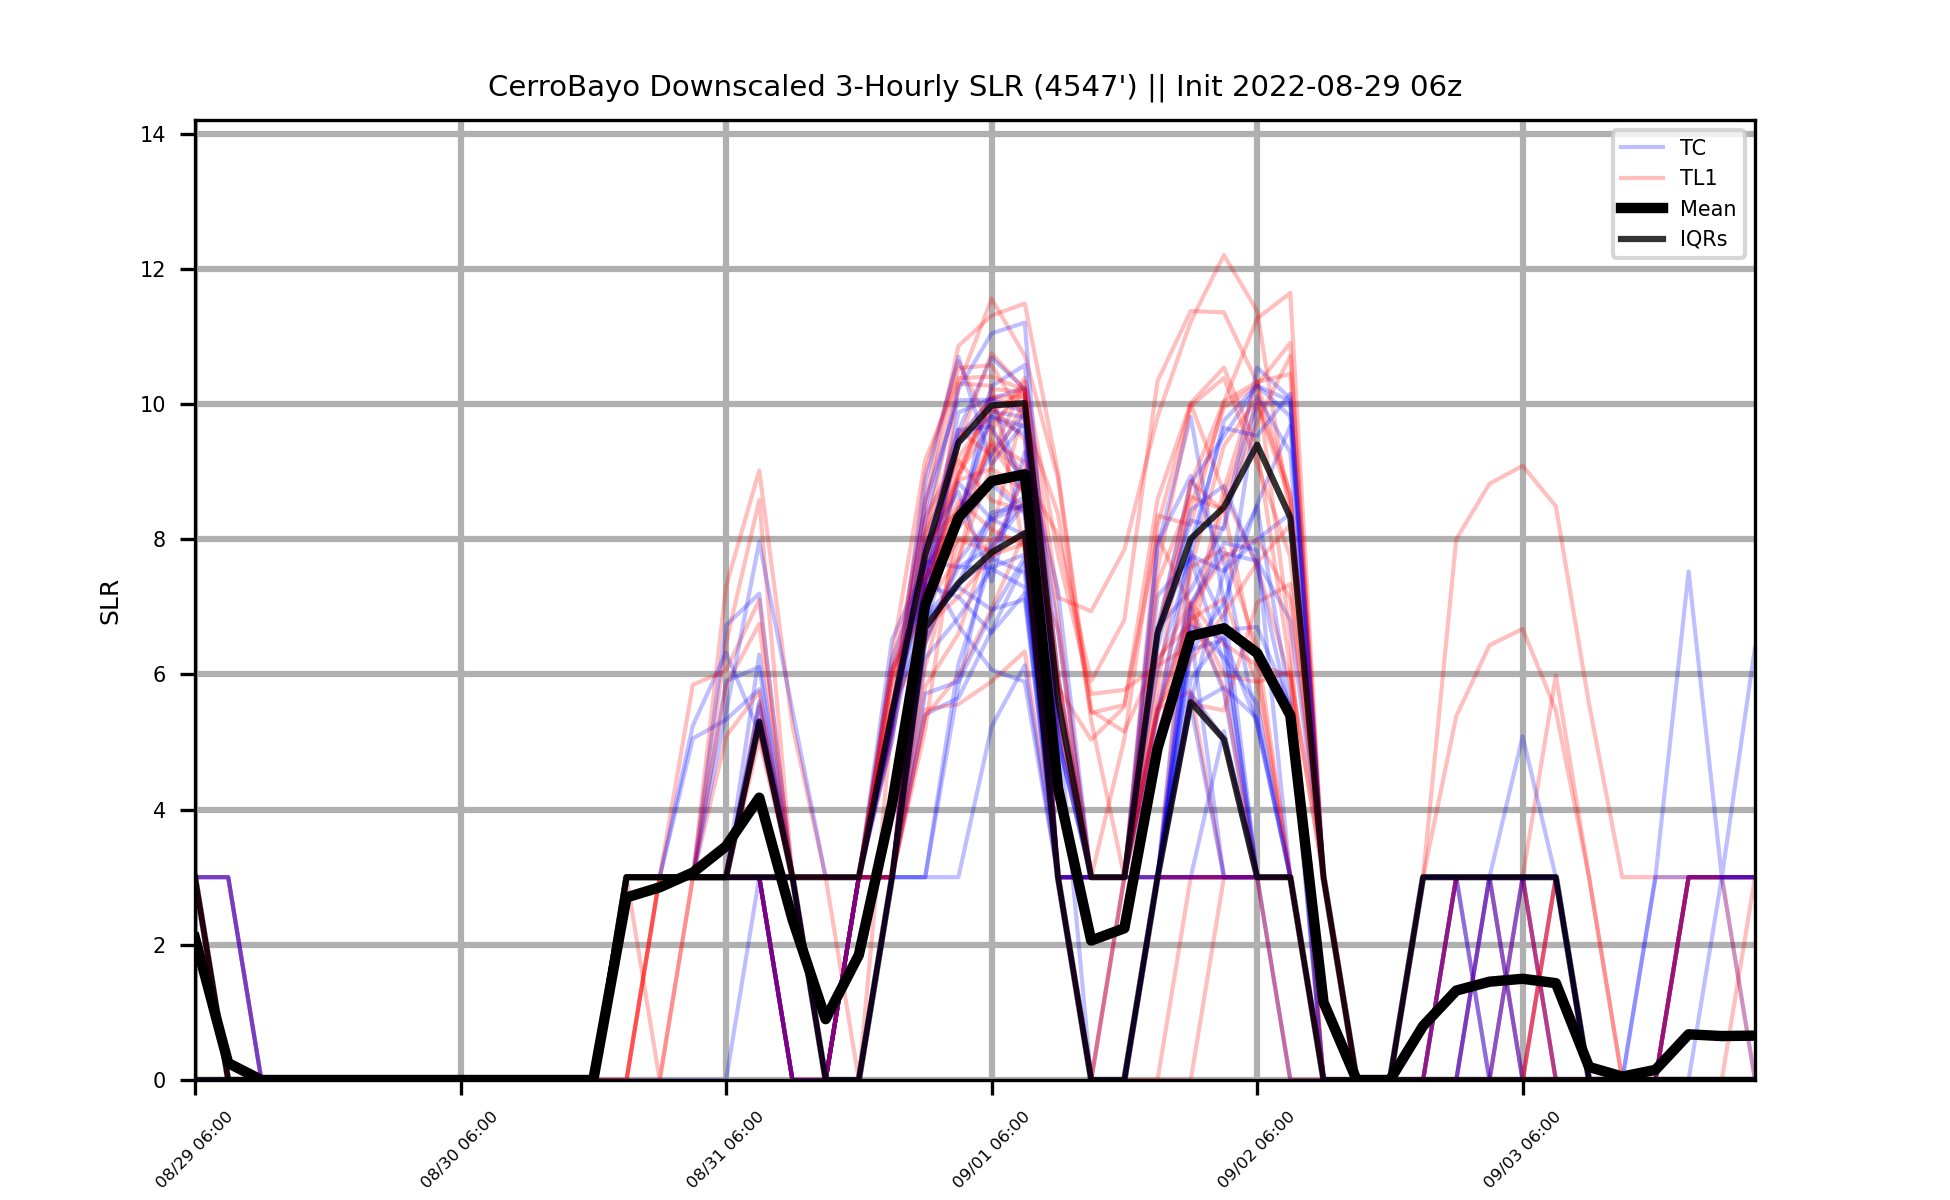 CerroBayo Downscaled 3-Hourly SLR (4547') || Init 2022-08-29 06z
14
12
10
8
6
4
2
0
SLR
TC
TL1
Mean
IQRs
08/29 06:00
08/30 06:00
08/31 06:00
09/01 06:00
09/02 06:00
09/03 06:00